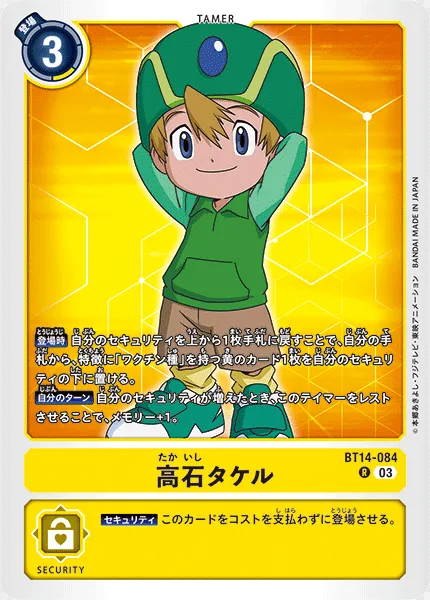 TAMER
登場
3
登場時 自分のセキュリティを上から1枚手札に戻すことで、自分の手
札から、特徴に「ワクチン種」を持つ黄のカード1枚を自分のセキュリ
ティの下に置ける。
自分のターン 自分のセキュリティが増えたとき、このテイマーをレスト
させることで、メモリー+1。
©本郷あきよし・フジテレビ・東映アニメーション BANDAI MADE IN JAPAN
たかいし
高石タケル
BT14-084
R 03
セキュリティ このカードをコストを支払わずに登場させる。
SECURITY